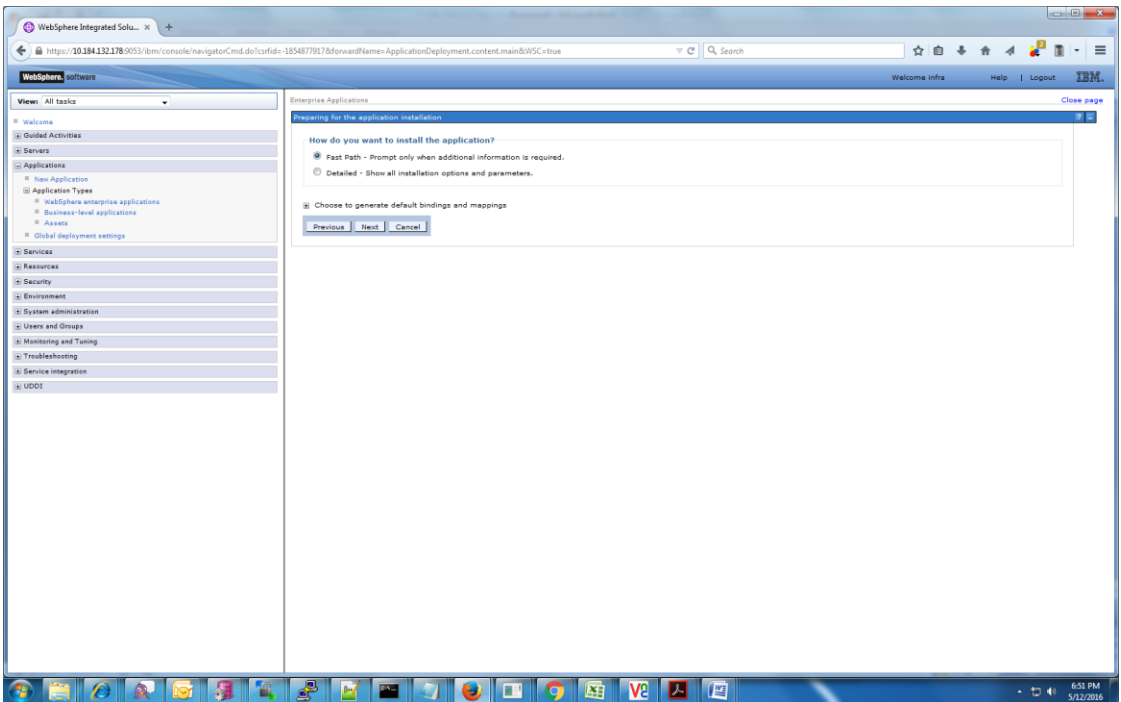 WebSphere Integrated Solu... × +
https://10.184.132.178:9053/ibm/console/navigatorCmd.do?csrfid=-1854877917&forwardName=ApplicationDeployment.content.main&WSC=true
Search
WebSphere. software
Welcome infra Help | Logout IBM.
View: All tasks
Welcome
Guided Activities
Servers
Applications
New Application
Application Types
WebSphere enterprise applications
Business-level applications
Assets
Global deployment settings
Services
Resources
Security
Environment
System administration
Users and Groups
Monitoring and Tuning
Troubleshooting
Service integration
UDDI
Enterprise Applications Close page
Preparing for the application installation ? –
How do you want to install the application?
Fast Path - Prompt only when additional information is required.
Detailed - Show all installation options and parameters.
Choose to generate default bindings and mappings
Previous Next Cancel
6:51 PM
5/12/2016